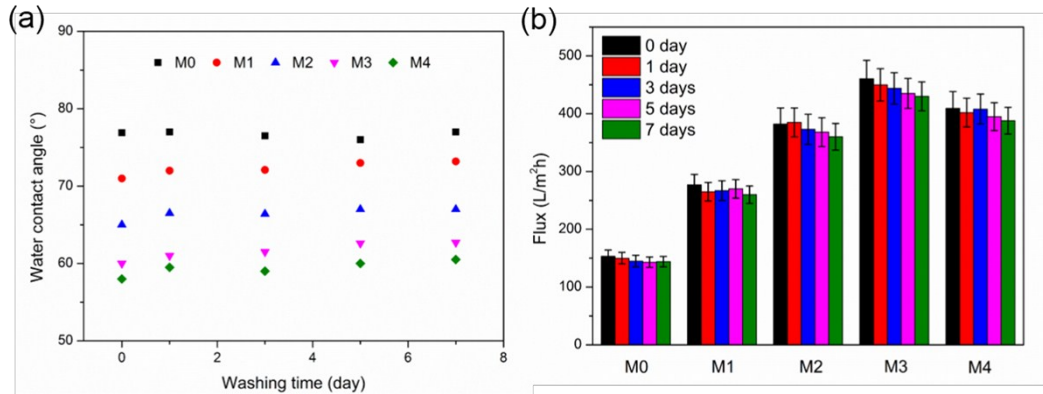 (a)
90
80
70
60
50
Water contact angle (°)
M0 M1 M2 M3 M4
0 2 4 6 8
Washing time (day)
(b)
500
400
300
200
100
0
Flux (L/m²h)
0 day
1 day
3 days
5 days
7 days
M0 M1 M2 M3 M4